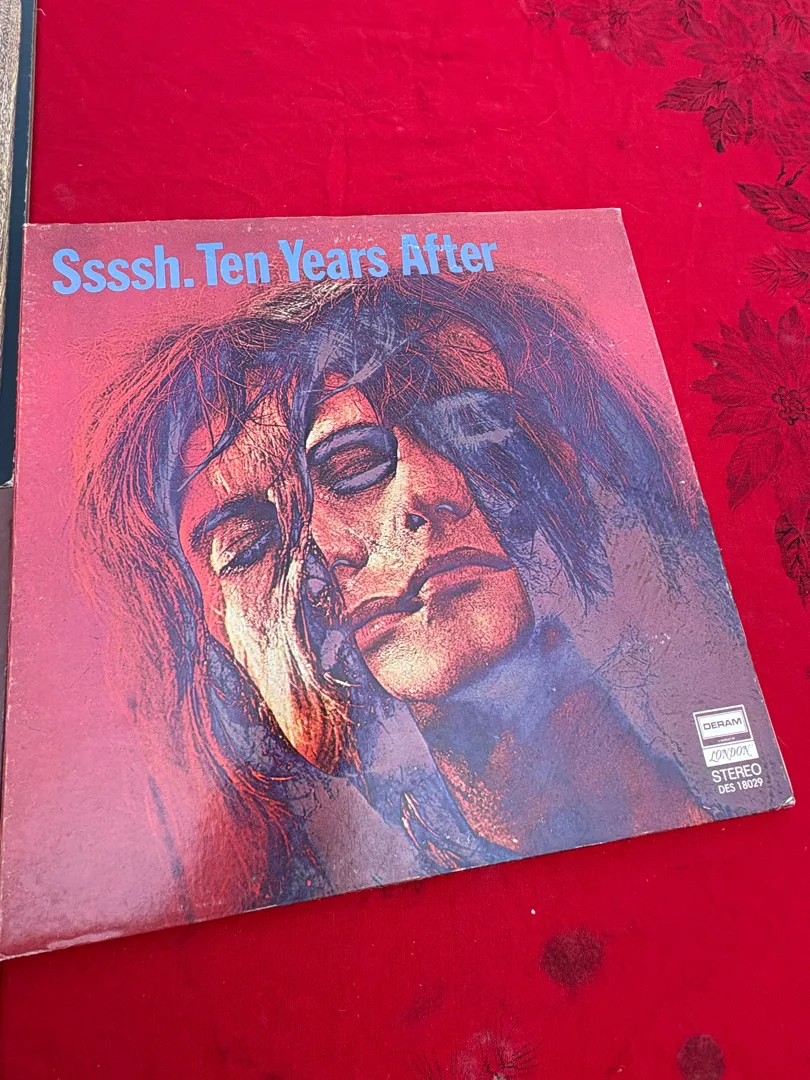 Ssssh. Ten Years After
DERAM
LONDON
STEREO
DES 18029